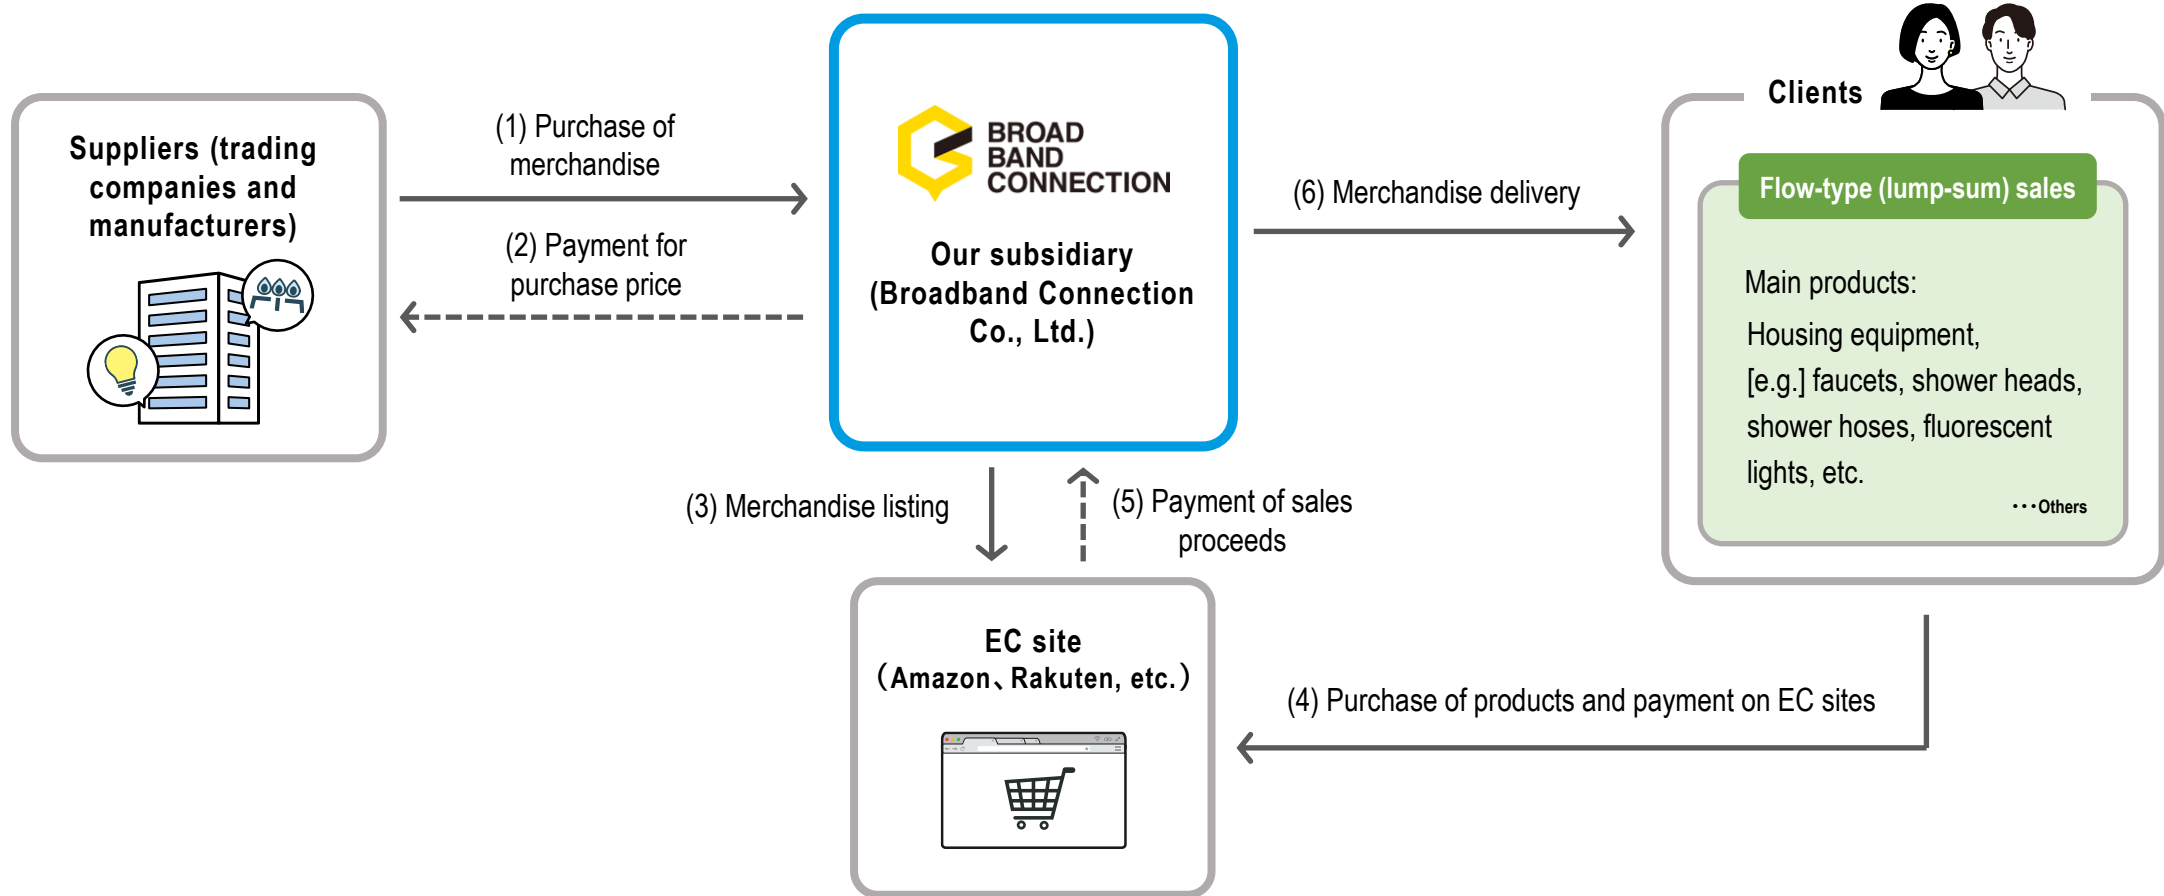 Suppliers (trading
companies and
manufacturers)
(1) Purchase of
merchandise
(2) Payment for
purchase price
BROAD
BAND
CONNECTION
Our subsidiary
(Broadband Connection
Co., Ltd.)
(6) Merchandise delivery
Clients
Flow-type (lump-sum) sales
Main products:
Housing equipment,
[e.g.] faucets, shower heads,
shower hoses, fluorescent
lights, etc.
・・・Others
(3) Merchandise listing
(5) Payment of sales
proceeds
EC site
（Amazon、Rakuten, etc.）
(4) Purchase of products and payment on EC sites